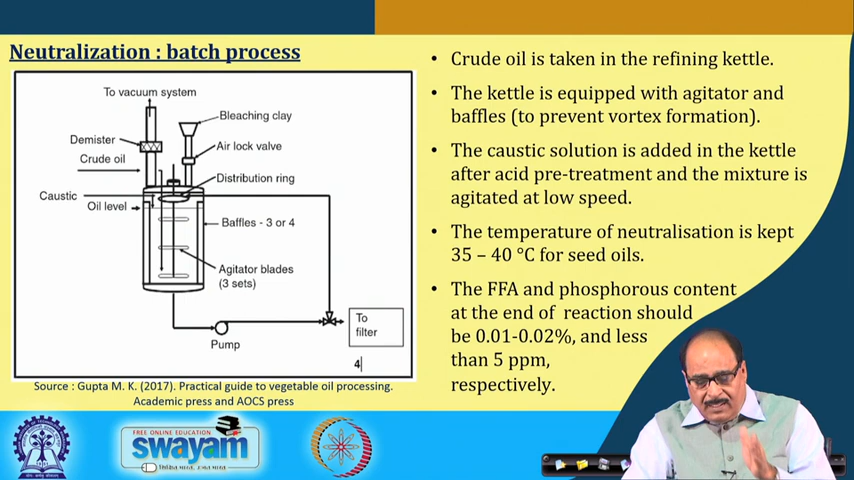 Neutralization : batch process
To vacuum system
Bleaching clay
Demister
Air lock valve
Crude oil
Distribution ring
Caustic
Oil level
Baffles - 3 or 4
Agitator blades
(3 sets)
To
filter
Pump
4
Source : Gupta M. K. (2017). Practical guide to vegetable oil processing.
Academic press and AOCS press
• Crude oil is taken in the refining kettle.
• The kettle is equipped with agitator and
baffles (to prevent vortex formation).
• The caustic solution is added in the kettle
after acid pre-treatment and the mixture is
agitated at low speed.
• The temperature of neutralisation is kept
35 – 40 °C for seed oils.
• The FFA and phosphorous content
at the end of reaction should
be 0.01-0.02%, and less
than 5 ppm,
respectively.
FREE ONLINE EDUCATION
swayam